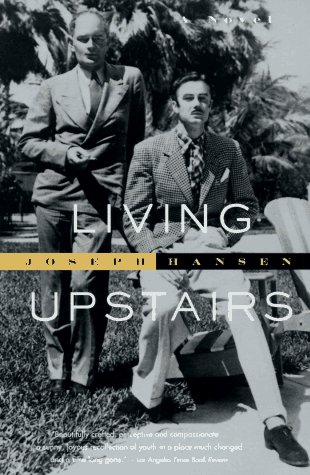 A Novel
LIVING
JOSEPH HANSEN
UPSTAIRS
"Beautifully crafted, perceptive and compassionate
a sunny, joyous recollection of youth in a place much changed
and a time long gone." - Los Angeles Times Book Review